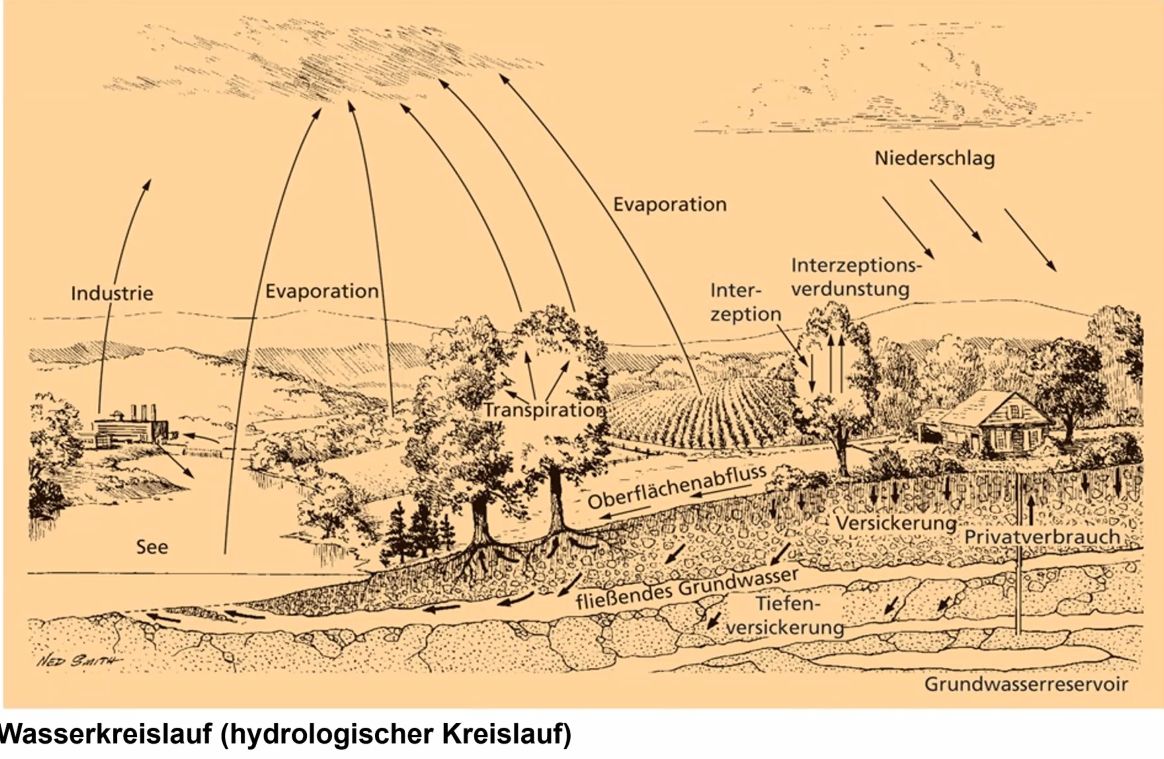 Niederschlag
Evaporation
Interzeptions-
verdunstung
Inter-
zeption
Industrie
Evaporation
Transpiration
Oberflächenabfluss
Versickerung
Privatverbrauch
See
fließendes Grundwasser
Tiefen-
versickerung
NED SMITH
Grundwasserreservoir
Wasserkreislauf (hydrologischer Kreislauf)